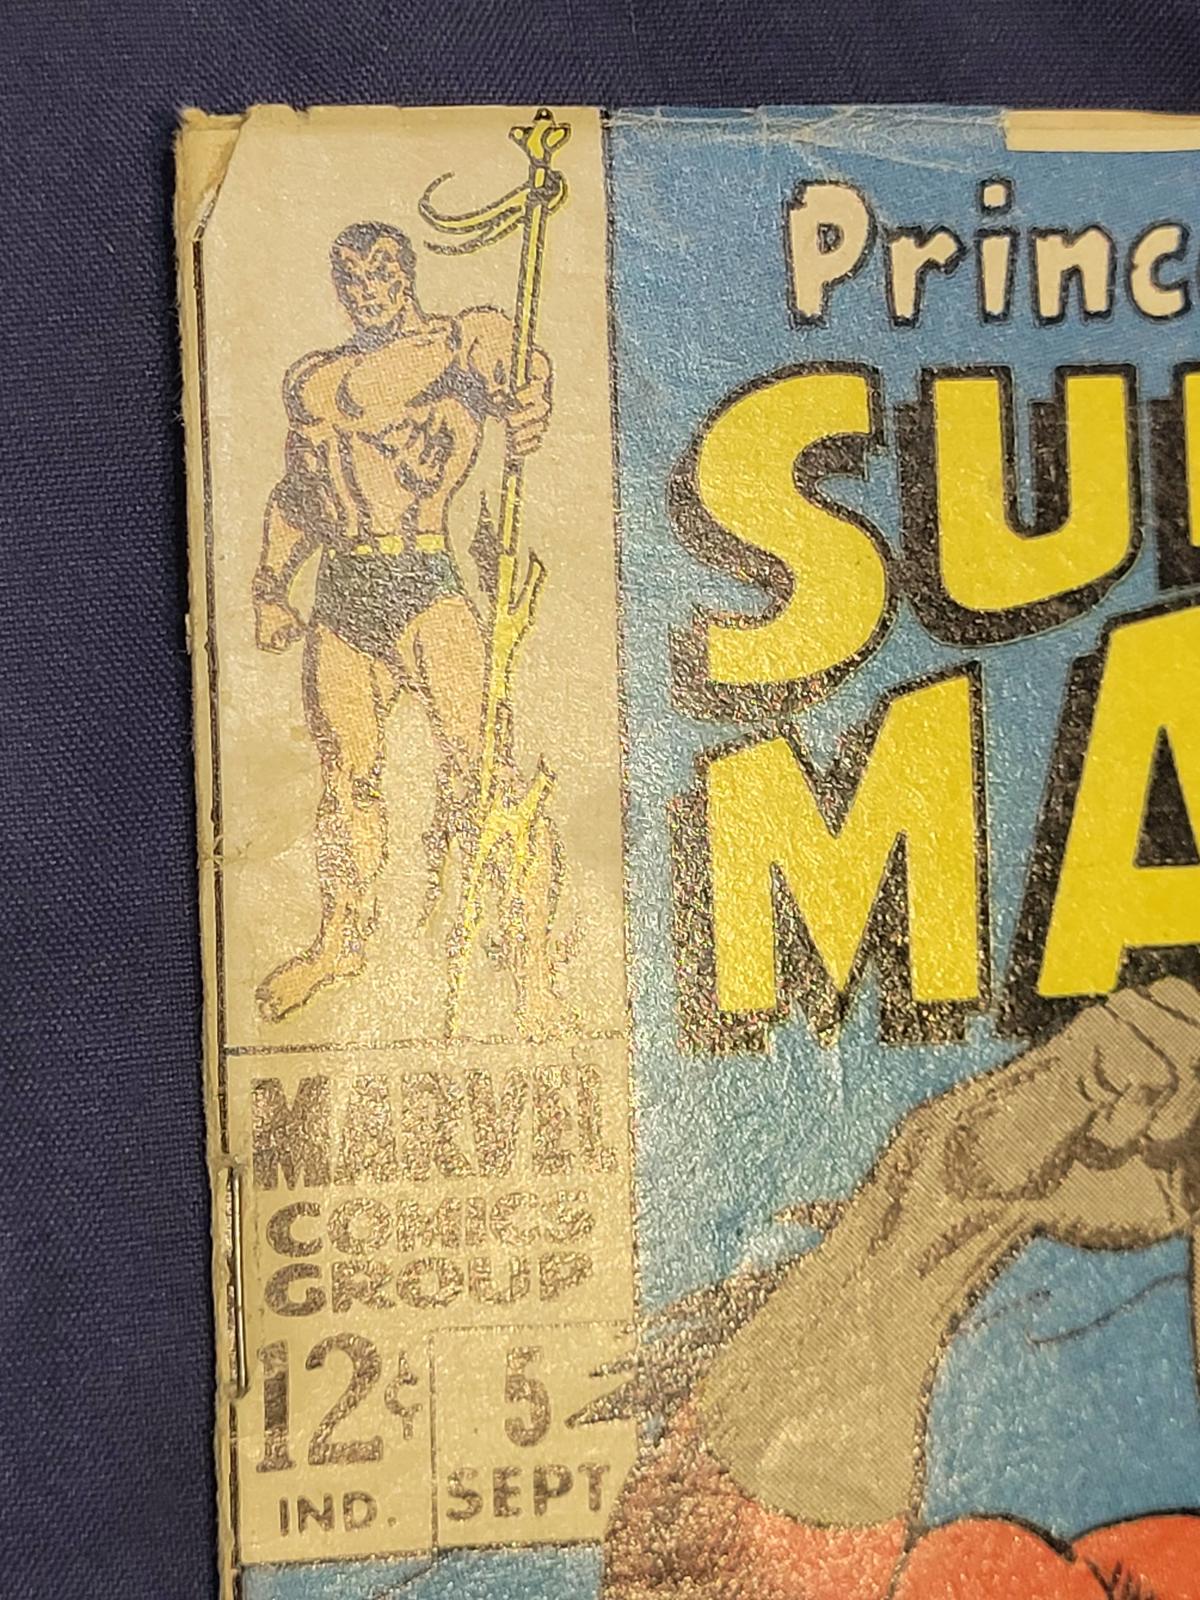 Princ
SU
MA
MARVEL
COMICS
GROUP
12¢
5
IND.
SEPT